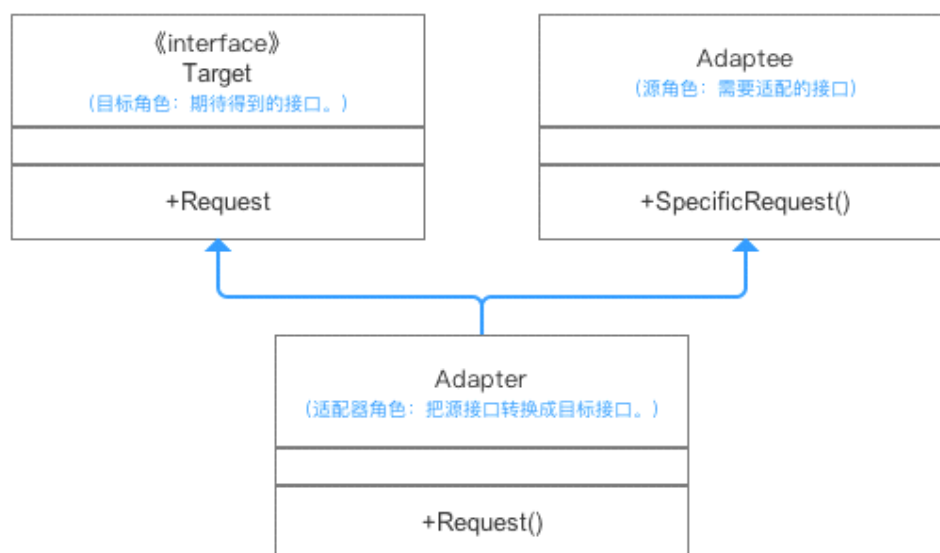 《interface》
Target
（目标角色：期待得到的接口。）
+Request
Adaptee
（源角色：需要适配的接口）
+SpecificRequest()
Adapter
（适配器角色：把源接口转换成目标接口。）
+Request()